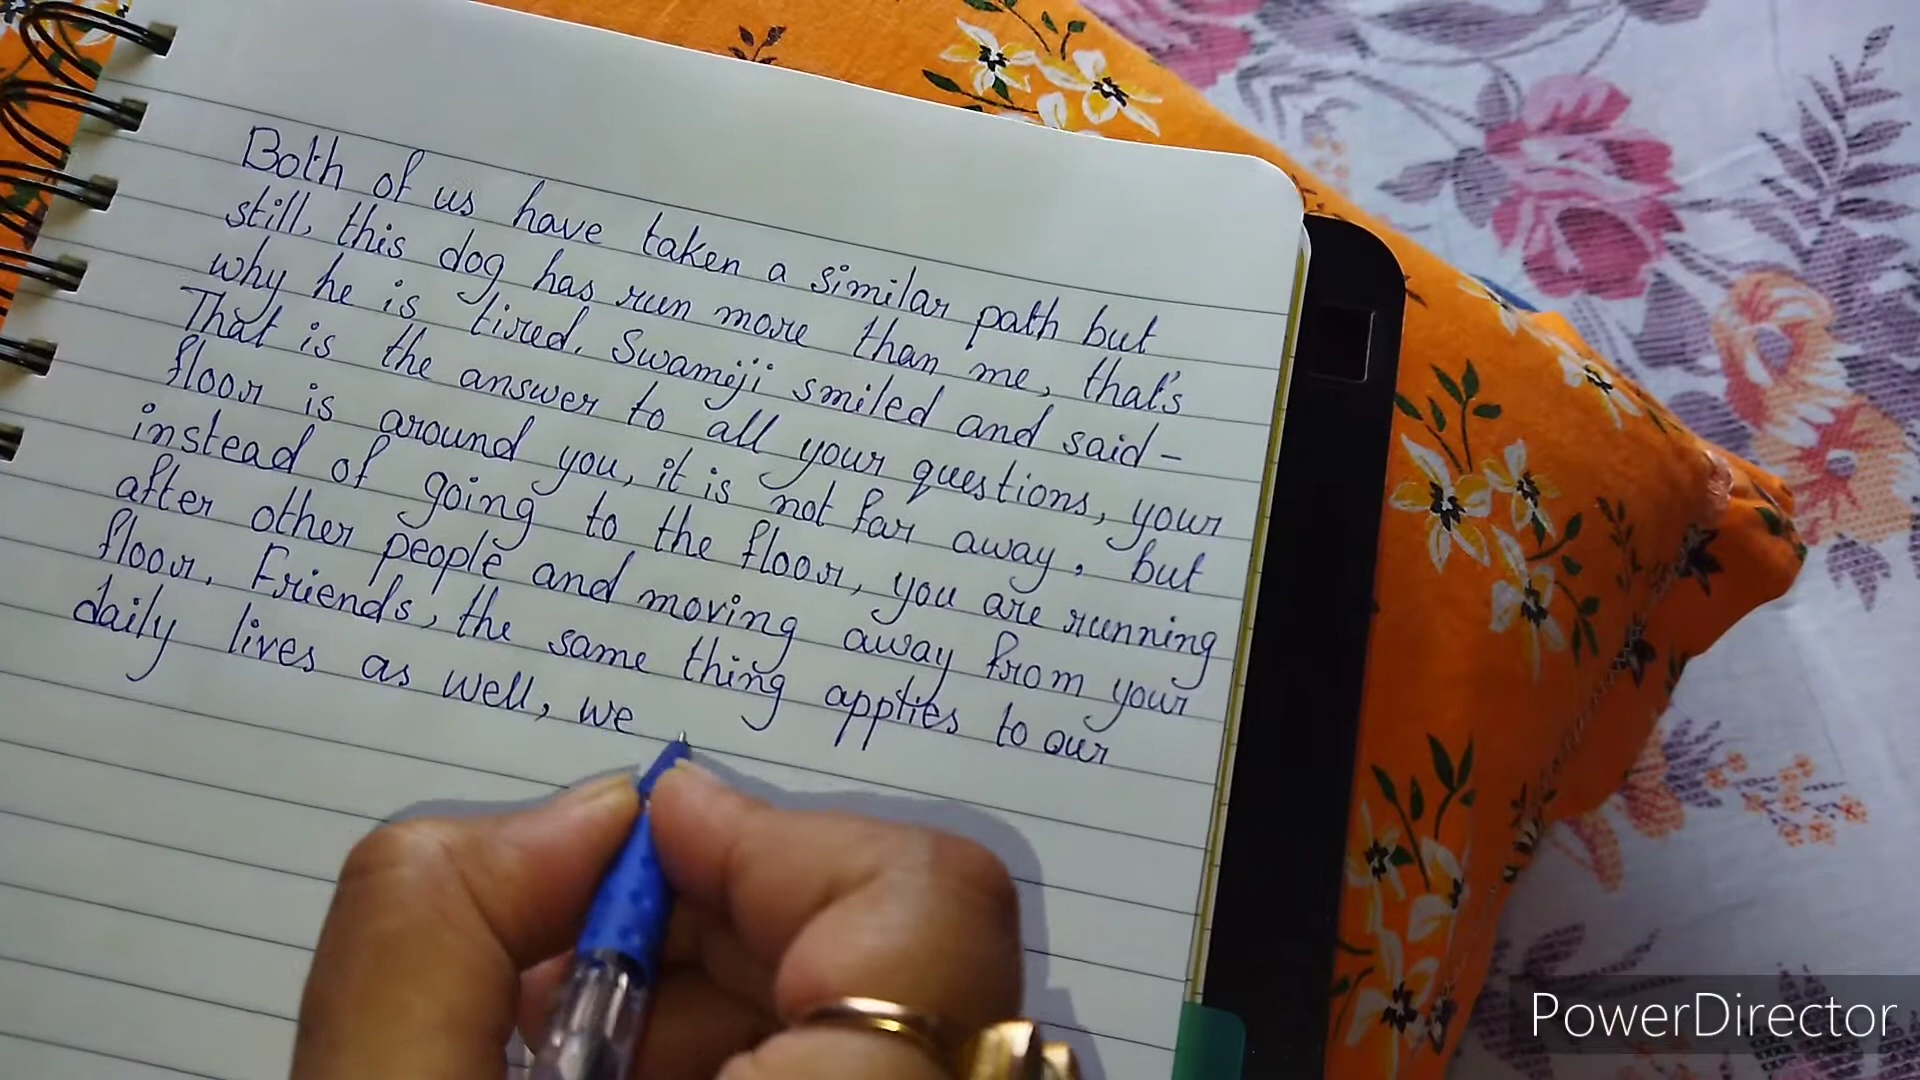 Both of us have taken a similar path but
still, this dog has run more than me, that's
why he is tired. Swamiji smiled and said-
That is the answer to all your questions, your
floor is around you, it is not far away, but
instead of going to the floor, you are running
after other people and moving away from your
floor. Friends, the same thing applies to our
daily lives as well, we
PowerDirector